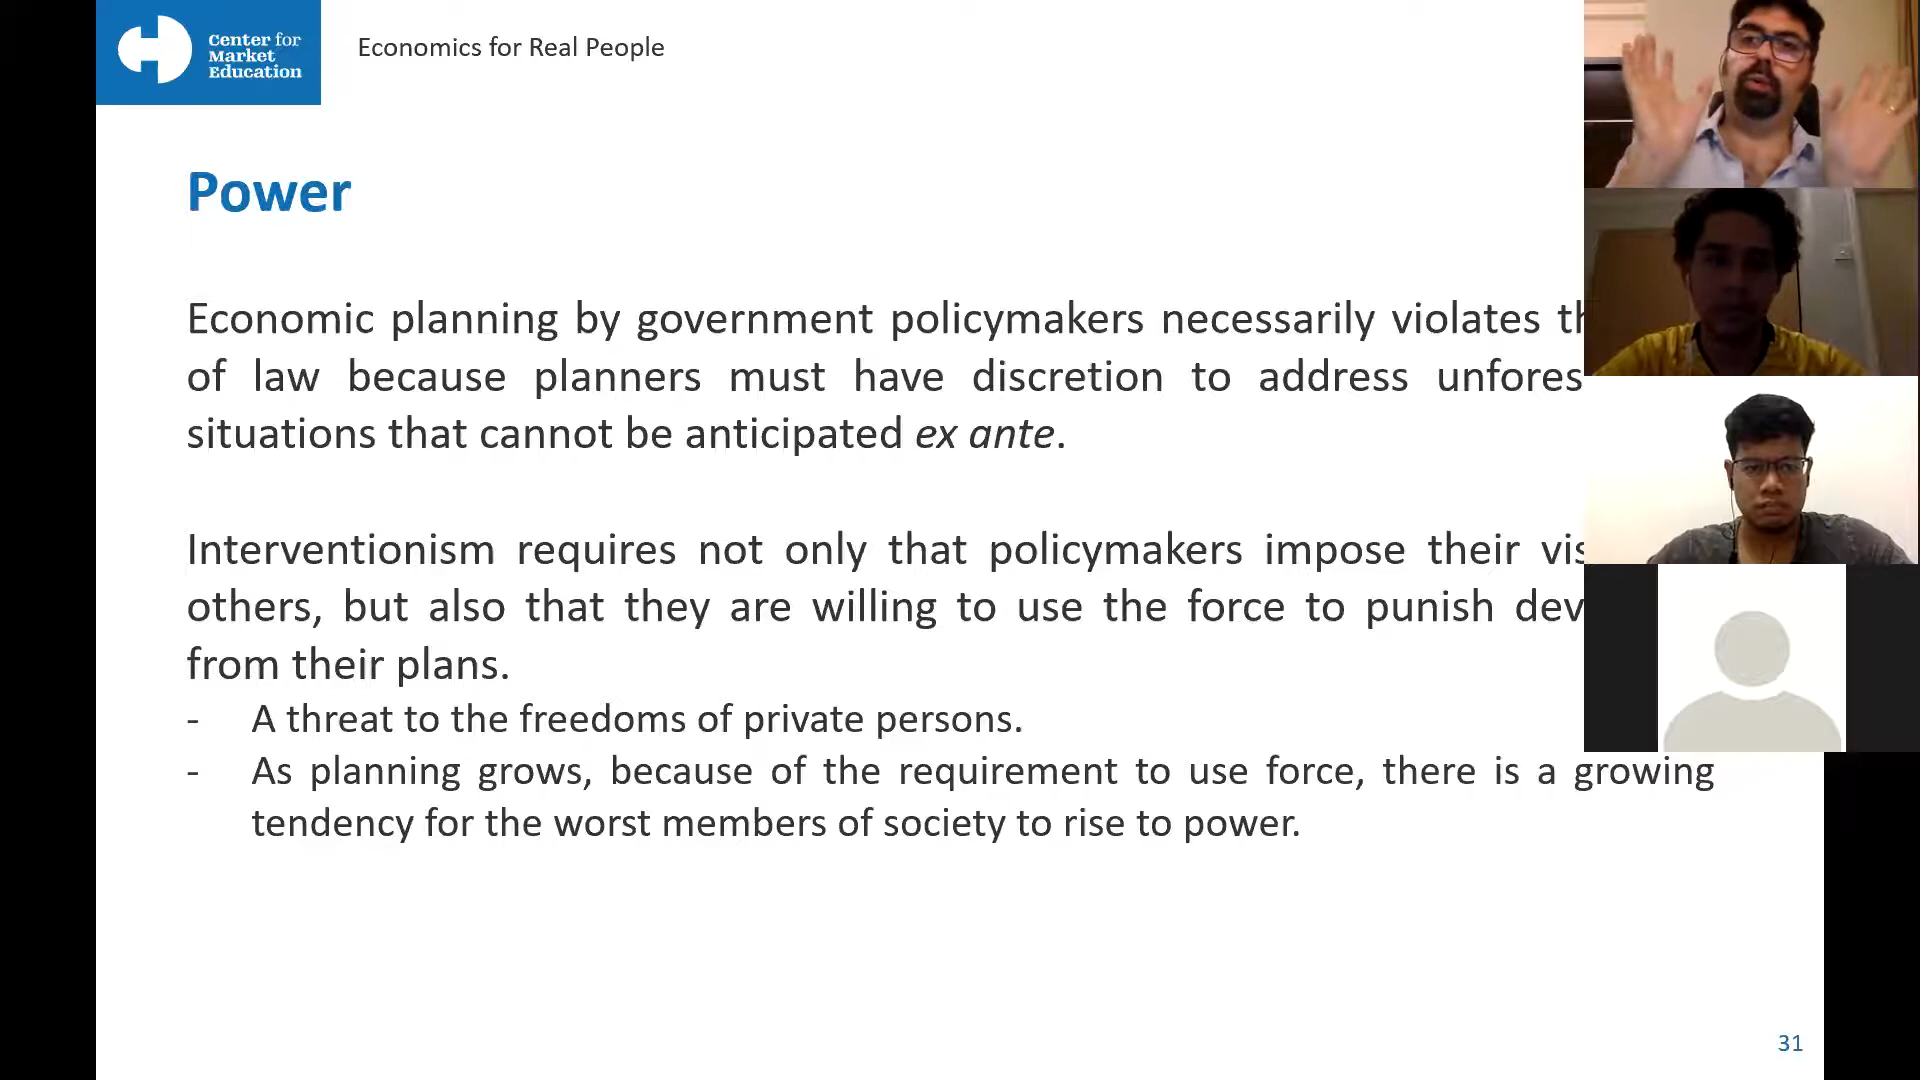 Center for
Market
Education
Economics for Real People
Power
Economic planning by government policymakers necessarily violates
of law because planners must have discretion to address
situations that cannot be anticipated ex ante.
Interventionism requires not only that policymakers impose their
others, but also that they are willing to use the force to punish
from their plans.
- A threat to the freedoms of private persons.
- As planning grows, because of the requirement to use force, there is a growing
tendency for the worst members of society to rise to power.
31